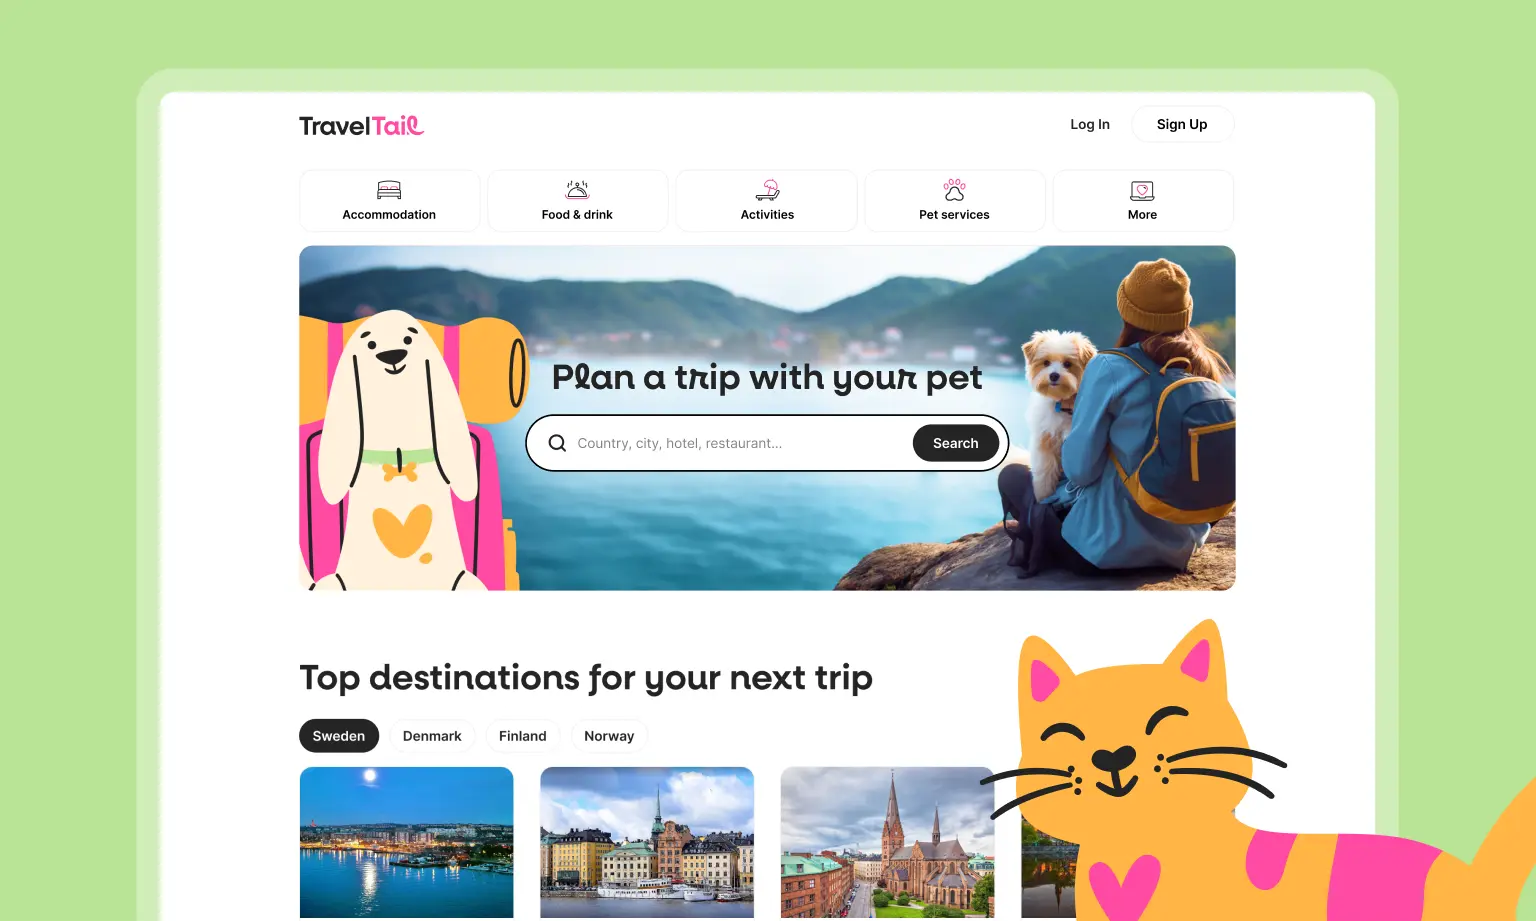 TravelTail
Log In
Sign Up
Accommodation
Food & drink
Activities
Pet services
More
Plan a trip with your pet
Country, city, hotel, restaurant...
Search
Top destinations for your next trip
Sweden
Denmark
Finland
Norway